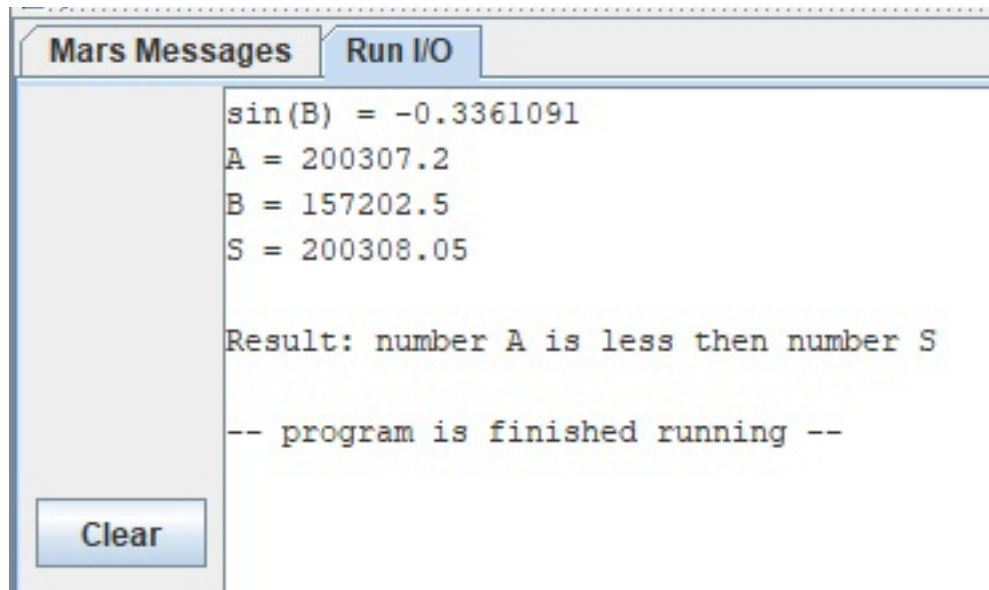 Mars Messages Run I/O
sin(B) = -0.3361091
A = 200307.2
B = 157202.5
S = 200308.05
Result: number A is less then number S
-- program is finished running --
Clear